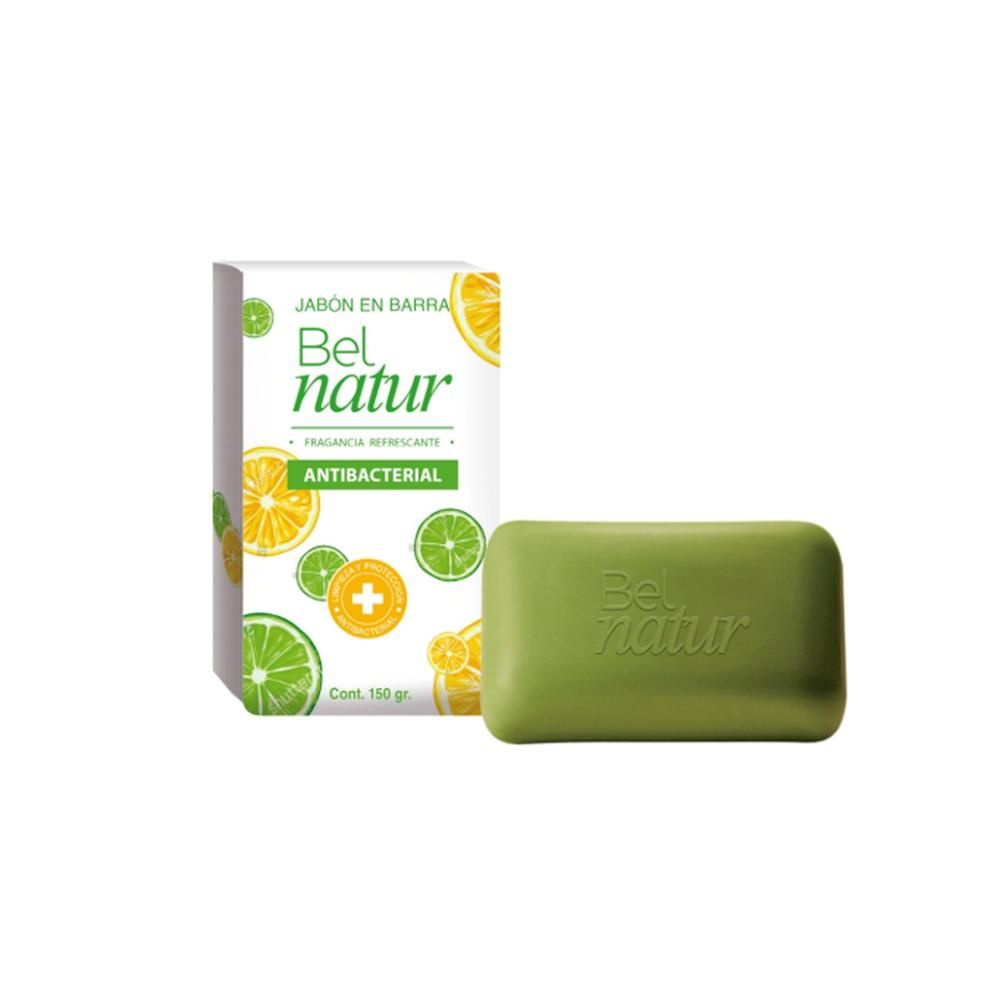 JABÓN EN BARRA
Bel
natur
• FRAGANCIA REFRESCANTE •
ANTIBACTERIAL
LIMPIEZA Y PROTECCIÓN
• ANTIBACTERIAL •
Cont. 150 gr.
Bel
natur